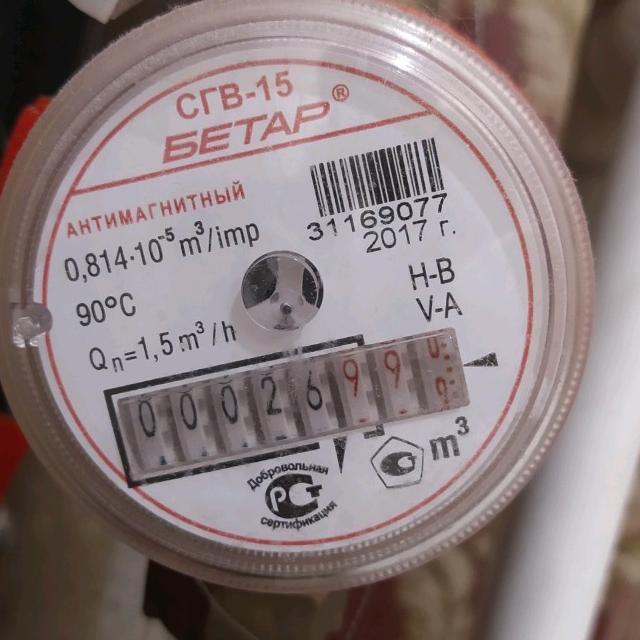 СГВ-15
БЕТАР®
АНТИМАГНИТНЫЙ
31169077
0,814·10⁻⁵ m³/imp
2017 г.
90°C
H-B
V-A
Qn=1,5 m³/h
0002699
m³
Добровольная
РСТ
сертификация